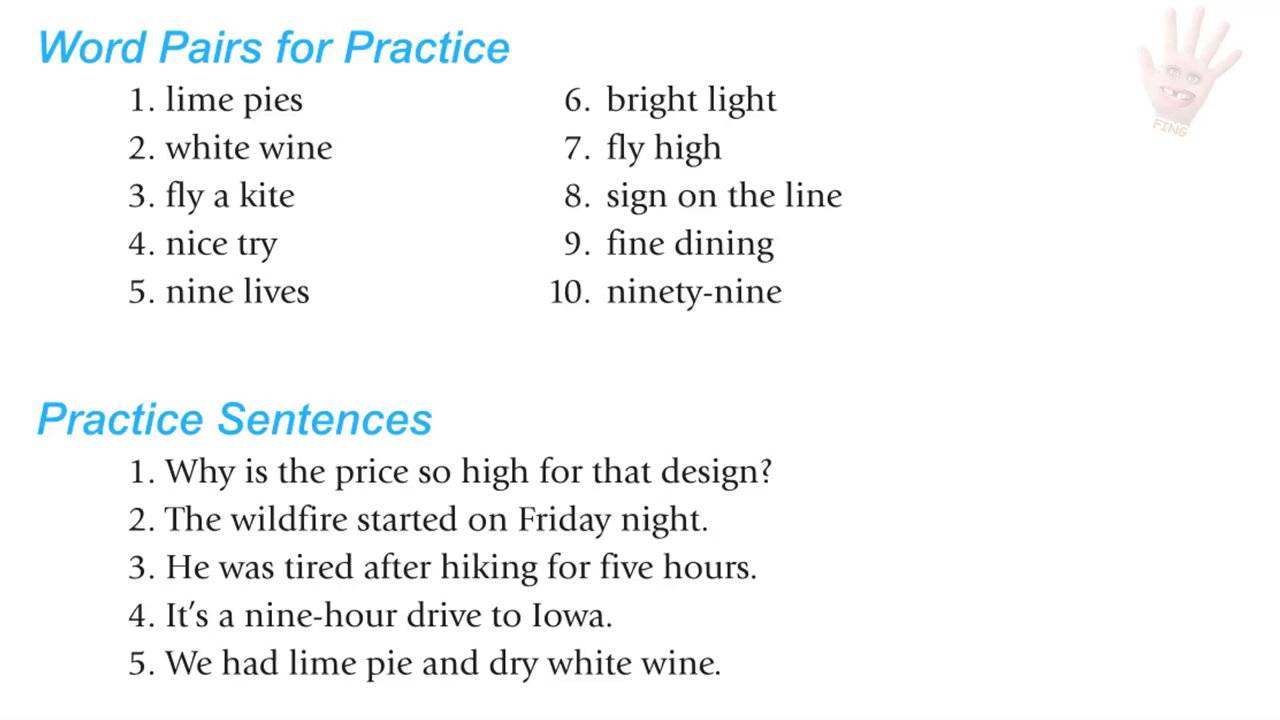 Word Pairs for Practice
1. lime pies
2. white wine
3. fly a kite
4. nice try
5. nine lives
6. bright light
7. fly high
8. sign on the line
9. fine dining
10. ninety-nine
FING
Practice Sentences
1. Why is the price so high for that design?
2. The wildfire started on Friday night.
3. He was tired after hiking for five hours.
4. It's a nine-hour drive to Iowa.
5. We had lime pie and dry white wine.